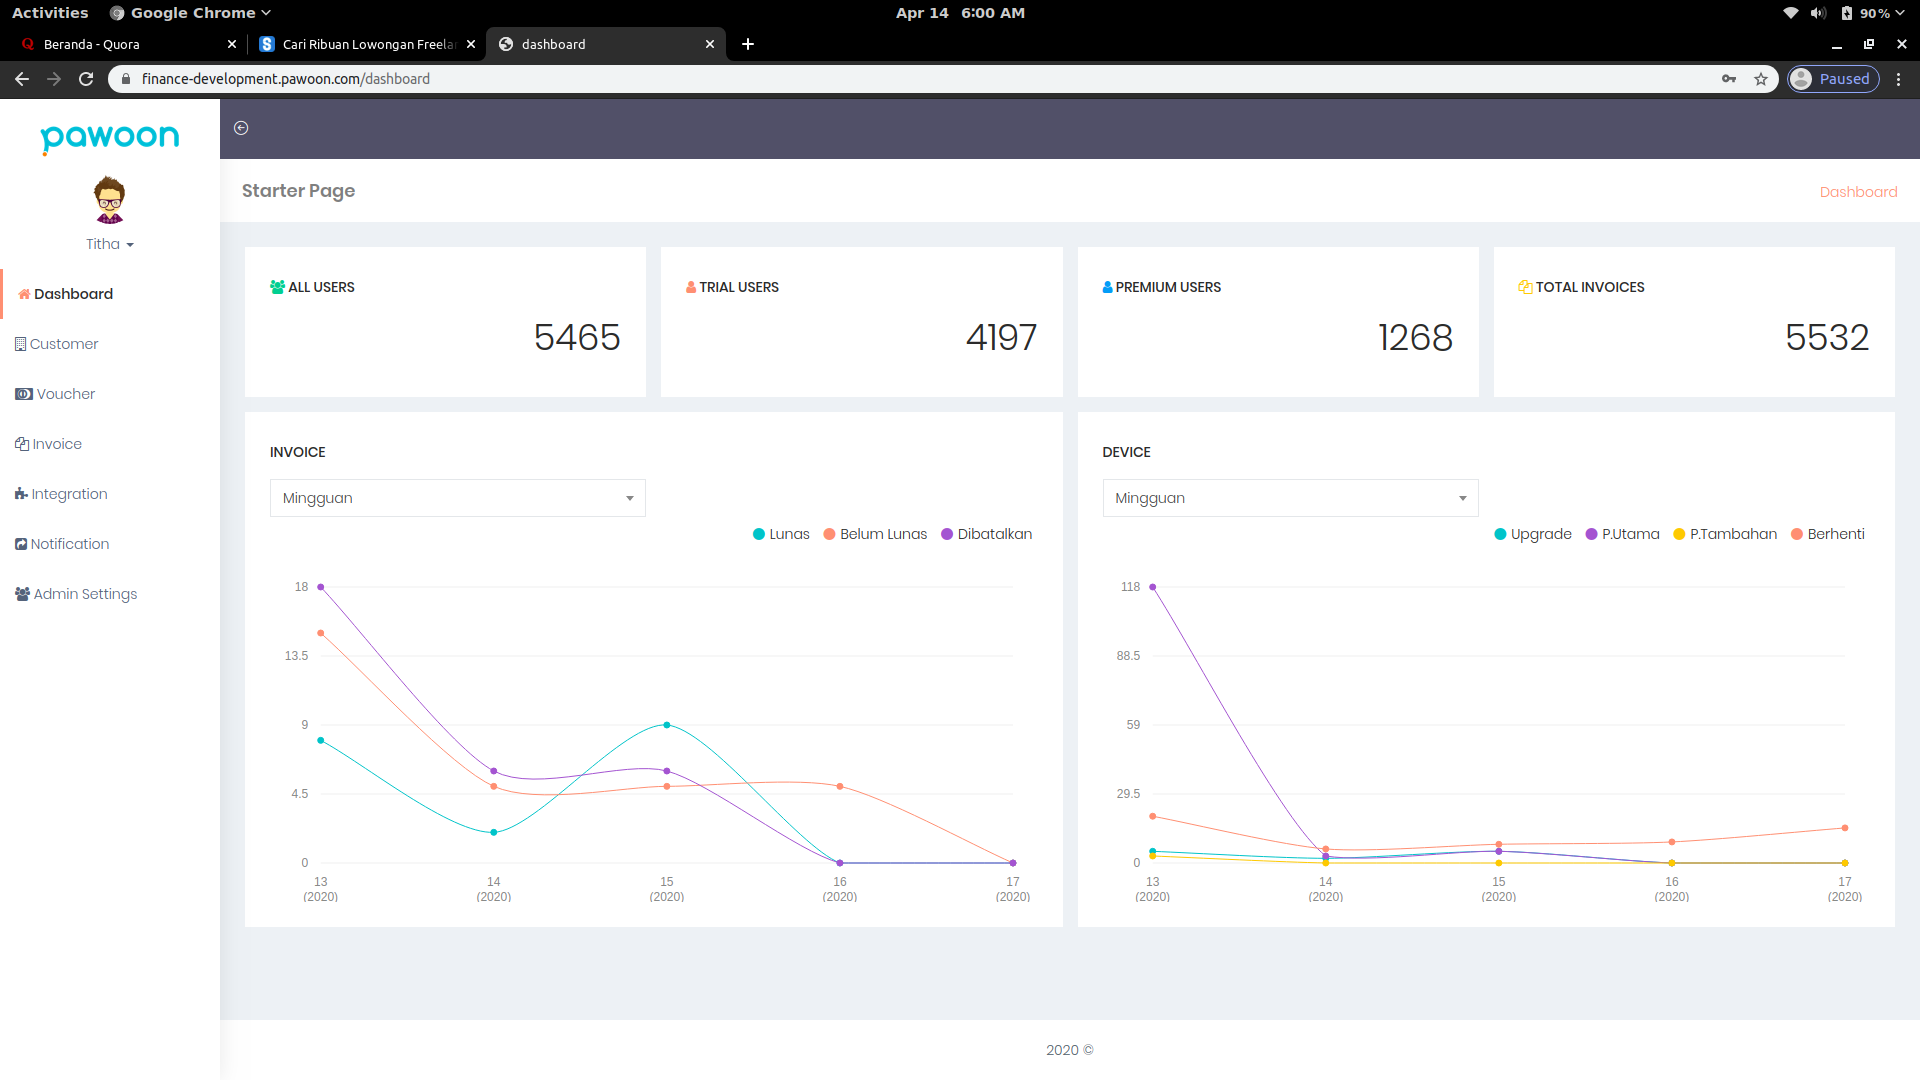 Activities Google Chrome Apr 14 6:00 AM 90%
Beranda - Quora Cari Ribuan Lowongan Freela dashboard
finance-development.pawoon.com/dashboard Paused
pawoon
Titha
Dashboard
Customer
Voucher
Invoice
Integration
Notification
Admin Settings
Starter Page Dashboard
ALL USERS
5465
TRIAL USERS
4197
PREMIUM USERS
1268
TOTAL INVOICES
5532
INVOICE
Mingguan
Lunas Belum Lunas Dibatalkan
18
13.5
9
4.5
0
13 14 15 16 17
(2020) (2020) (2020) (2020) (2020)
DEVICE
Mingguan
Upgrade P.Utama P.Tambahan Berhenti
118
88.5
59
29.5
0
13 14 15 16 17
(2020) (2020) (2020) (2020) (2020)
2020 ©